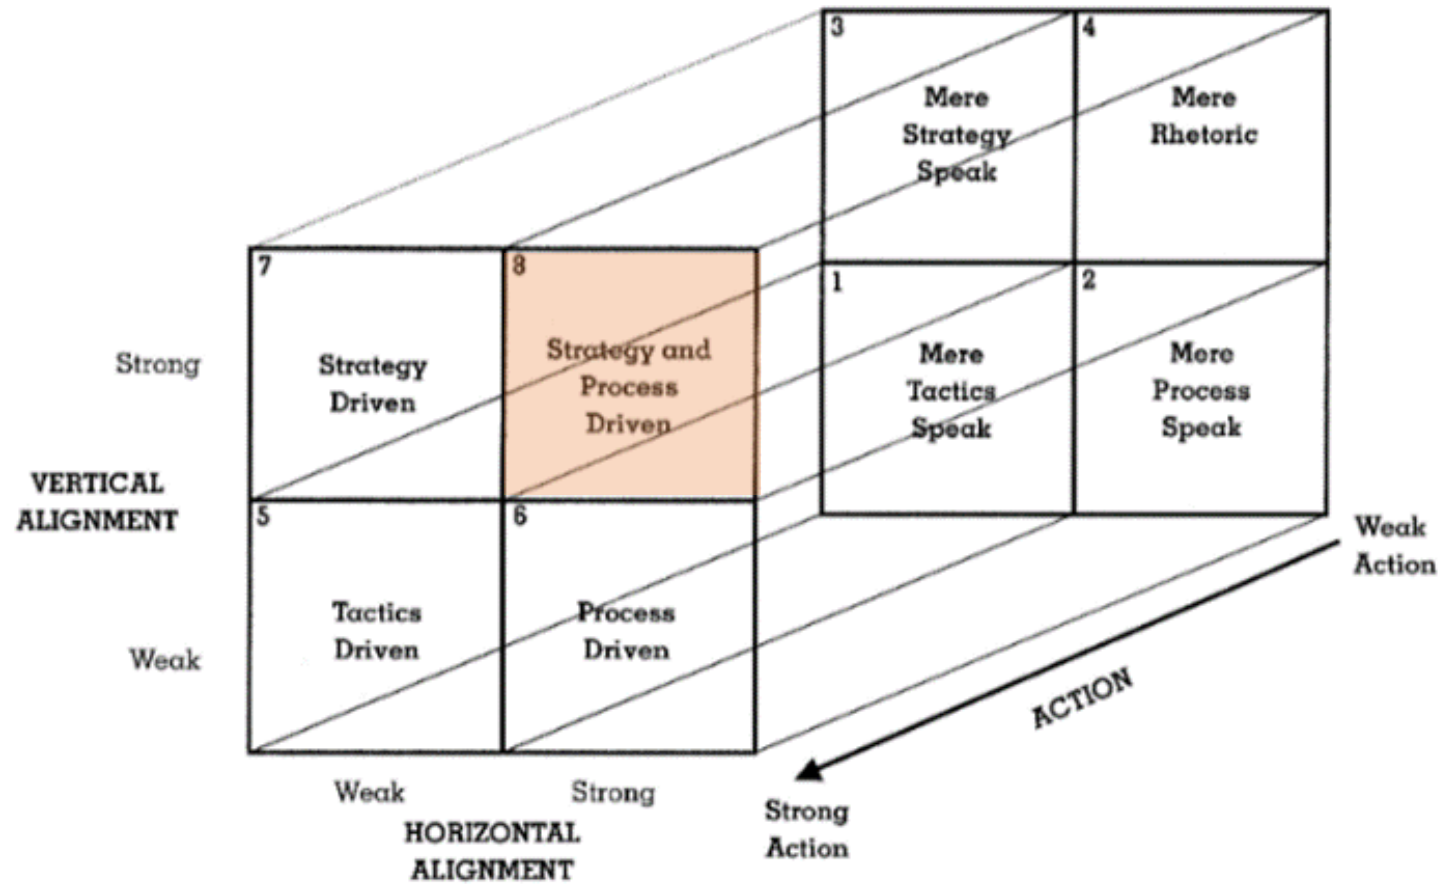 3
Mere
Strategy
Speak
4
Mere
Rhetoric
7
Strategy
Driven
8
Strategy and
Process
Driven
1
Mere
Tactics
Speak
2
Mere
Process
Speak
Strong
VERTICAL
ALIGNMENT
5
Tactics
Driven
6
Process
Driven
Weak
Weak
Action
ACTION
Weak
Strong
HORIZONTAL
ALIGNMENT
Strong
Action